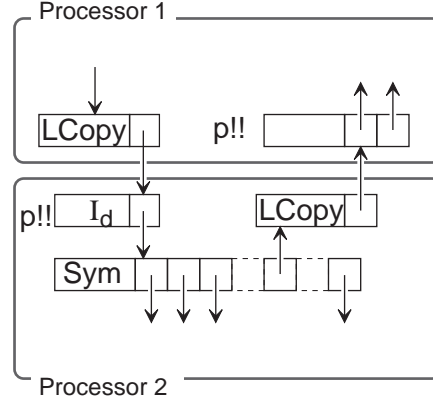 Processor 1
LCopy
p!!
p!!
I_d
LCopy
Sym
Processor 2